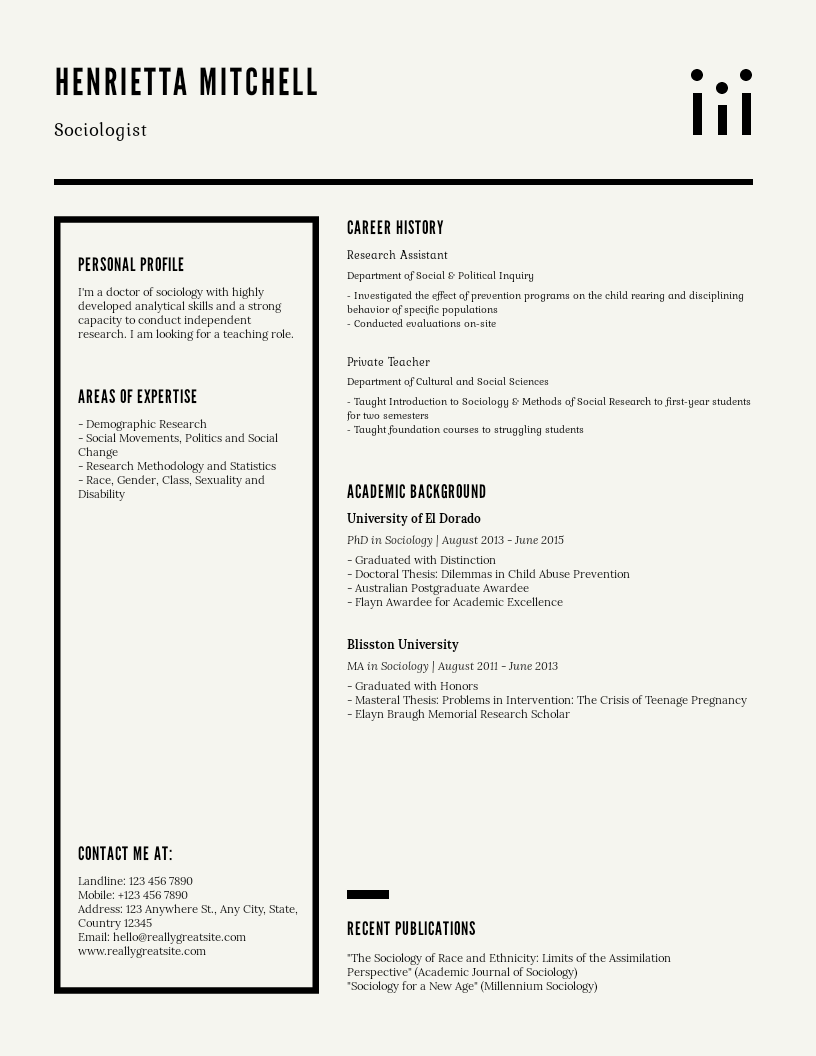 HENRIETTA MITCHELL
Sociologist
PERSONAL PROFILE
I'm a doctor of sociology with highly
developed analytical skills and a strong
capacity to conduct independent
research. I am looking for a teaching role.
AREAS OF EXPERTISE
- Demographic Research
- Social Movements, Politics and Social
Change
- Research Methodology and Statistics
- Race, Gender, Class, Sexuality and
Disability
CONTACT ME AT:
Landline: 123 456 7890
Mobile: +123 456 7890
Address: 123 Anywhere St., Any City, State,
Country 12345
Email: hello@reallygreatsite.com
www.reallygreatsite.com
CAREER HISTORY
Research Assistant
Department of Social & Political Inquiry
- Investigated the effect of prevention programs on the child rearing and disciplining
behavior of specific populations
- Conducted evaluations on-site
Private Teacher
Department of Cultural and Social Sciences
- Taught Introduction to Sociology & Methods of Social Research to first-year students
for two semesters
- Taught foundation courses to struggling students
ACADEMIC BACKGROUND
University of El Dorado
PhD in Sociology | August 2013 - June 2015
- Graduated with Distinction
- Doctoral Thesis: Dilemmas in Child Abuse Prevention
- Australian Postgraduate Awardee
- Flayn Awardee for Academic Excellence
Blisston University
MA in Sociology | August 2011 - June 2013
- Graduated with Honors
- Masteral Thesis: Problems in Intervention: The Crisis of Teenage Pregnancy
- Elayn Braugh Memorial Research Scholar
RECENT PUBLICATIONS
"The Sociology of Race and Ethnicity: Limits of the Assimilation
Perspective" (Academic Journal of Sociology)
"Sociology for a New Age" (Millennium Sociology)